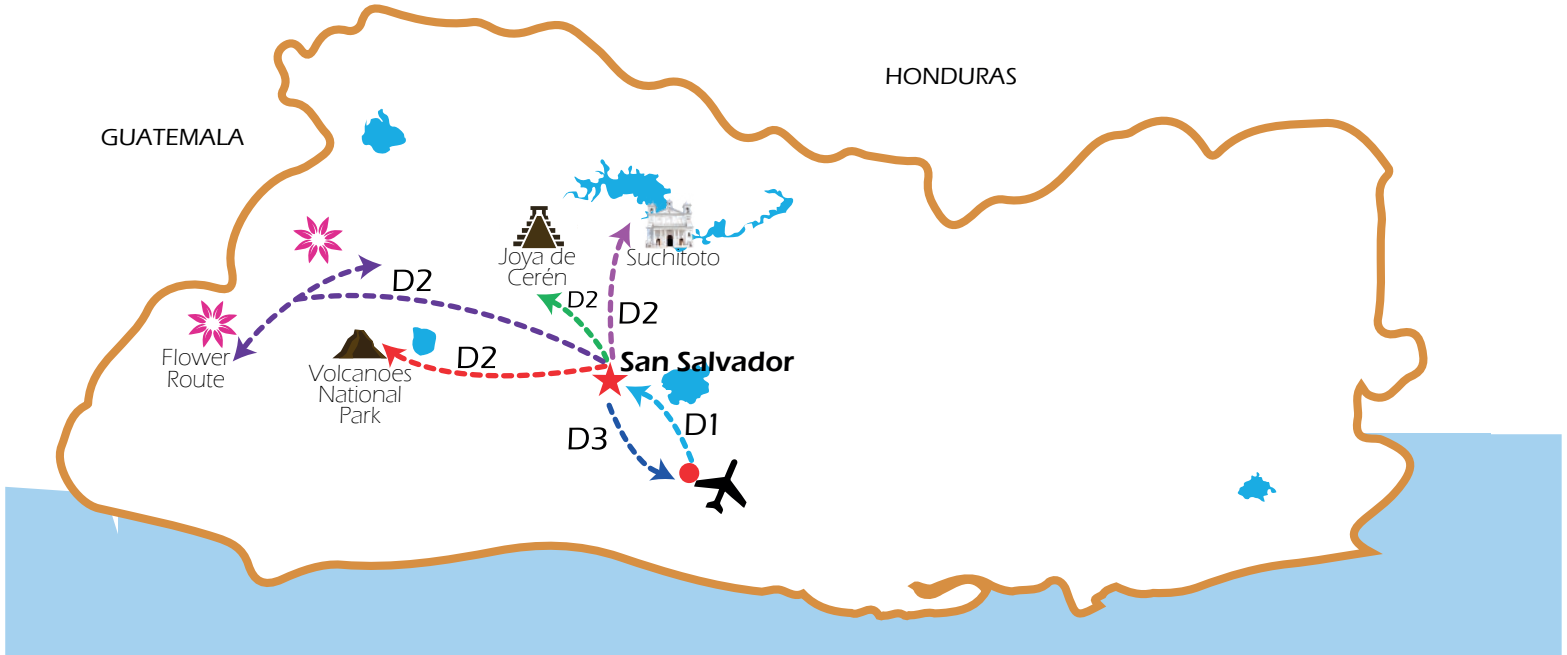 HONDURAS
GUATEMALA
Joya de
Cerén
Suchitoto
D2
D2
D2
Flower
Route
Volcanoes
National
Park
D2
San Salvador
D1
D3